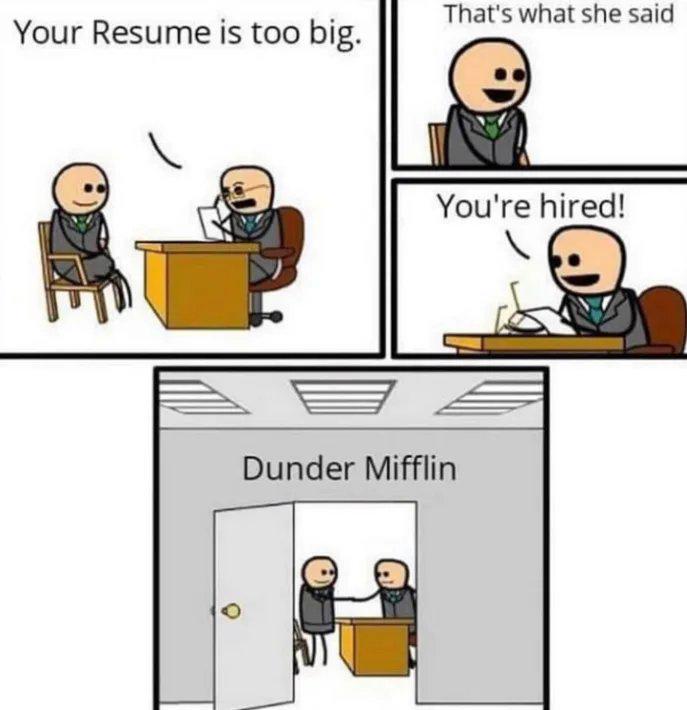 Your Resume is too big.
That's what she said
You're hired!
Dunder Mifflin